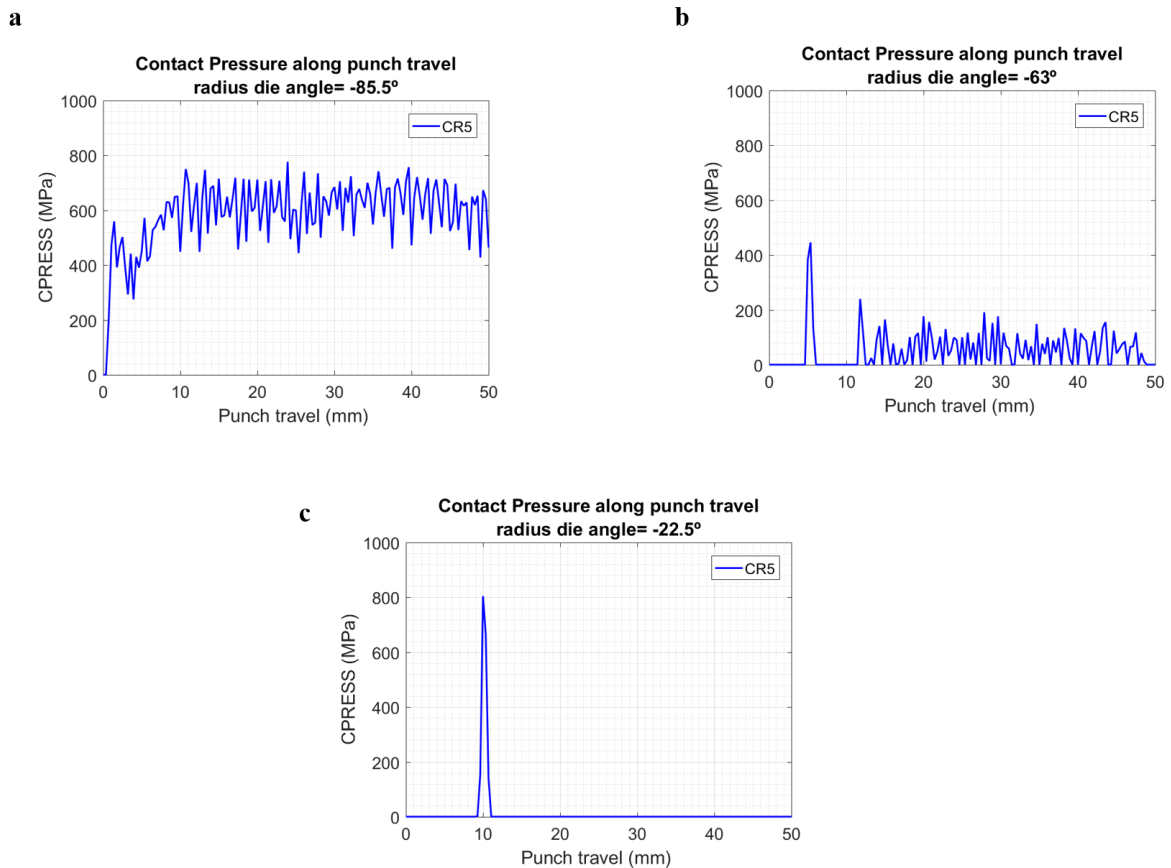 a
Contact Pressure along punch travel
radius die angle= -85.5º
1000
800
600
400
200
0
CPRESS (MPa)
CR5
0 10 20 30 40 50
Punch travel (mm)
b
Contact Pressure along punch travel
radius die angle= -63º
1000
800
600
400
200
0
CPRESS (MPa)
CR5
0 10 20 30 40 50
Punch travel (mm)
c
Contact Pressure along punch travel
radius die angle= -22.5º
1000
800
600
400
200
0
CPRESS (MPa)
CR5
0 10 20 30 40 50
Punch travel (mm)